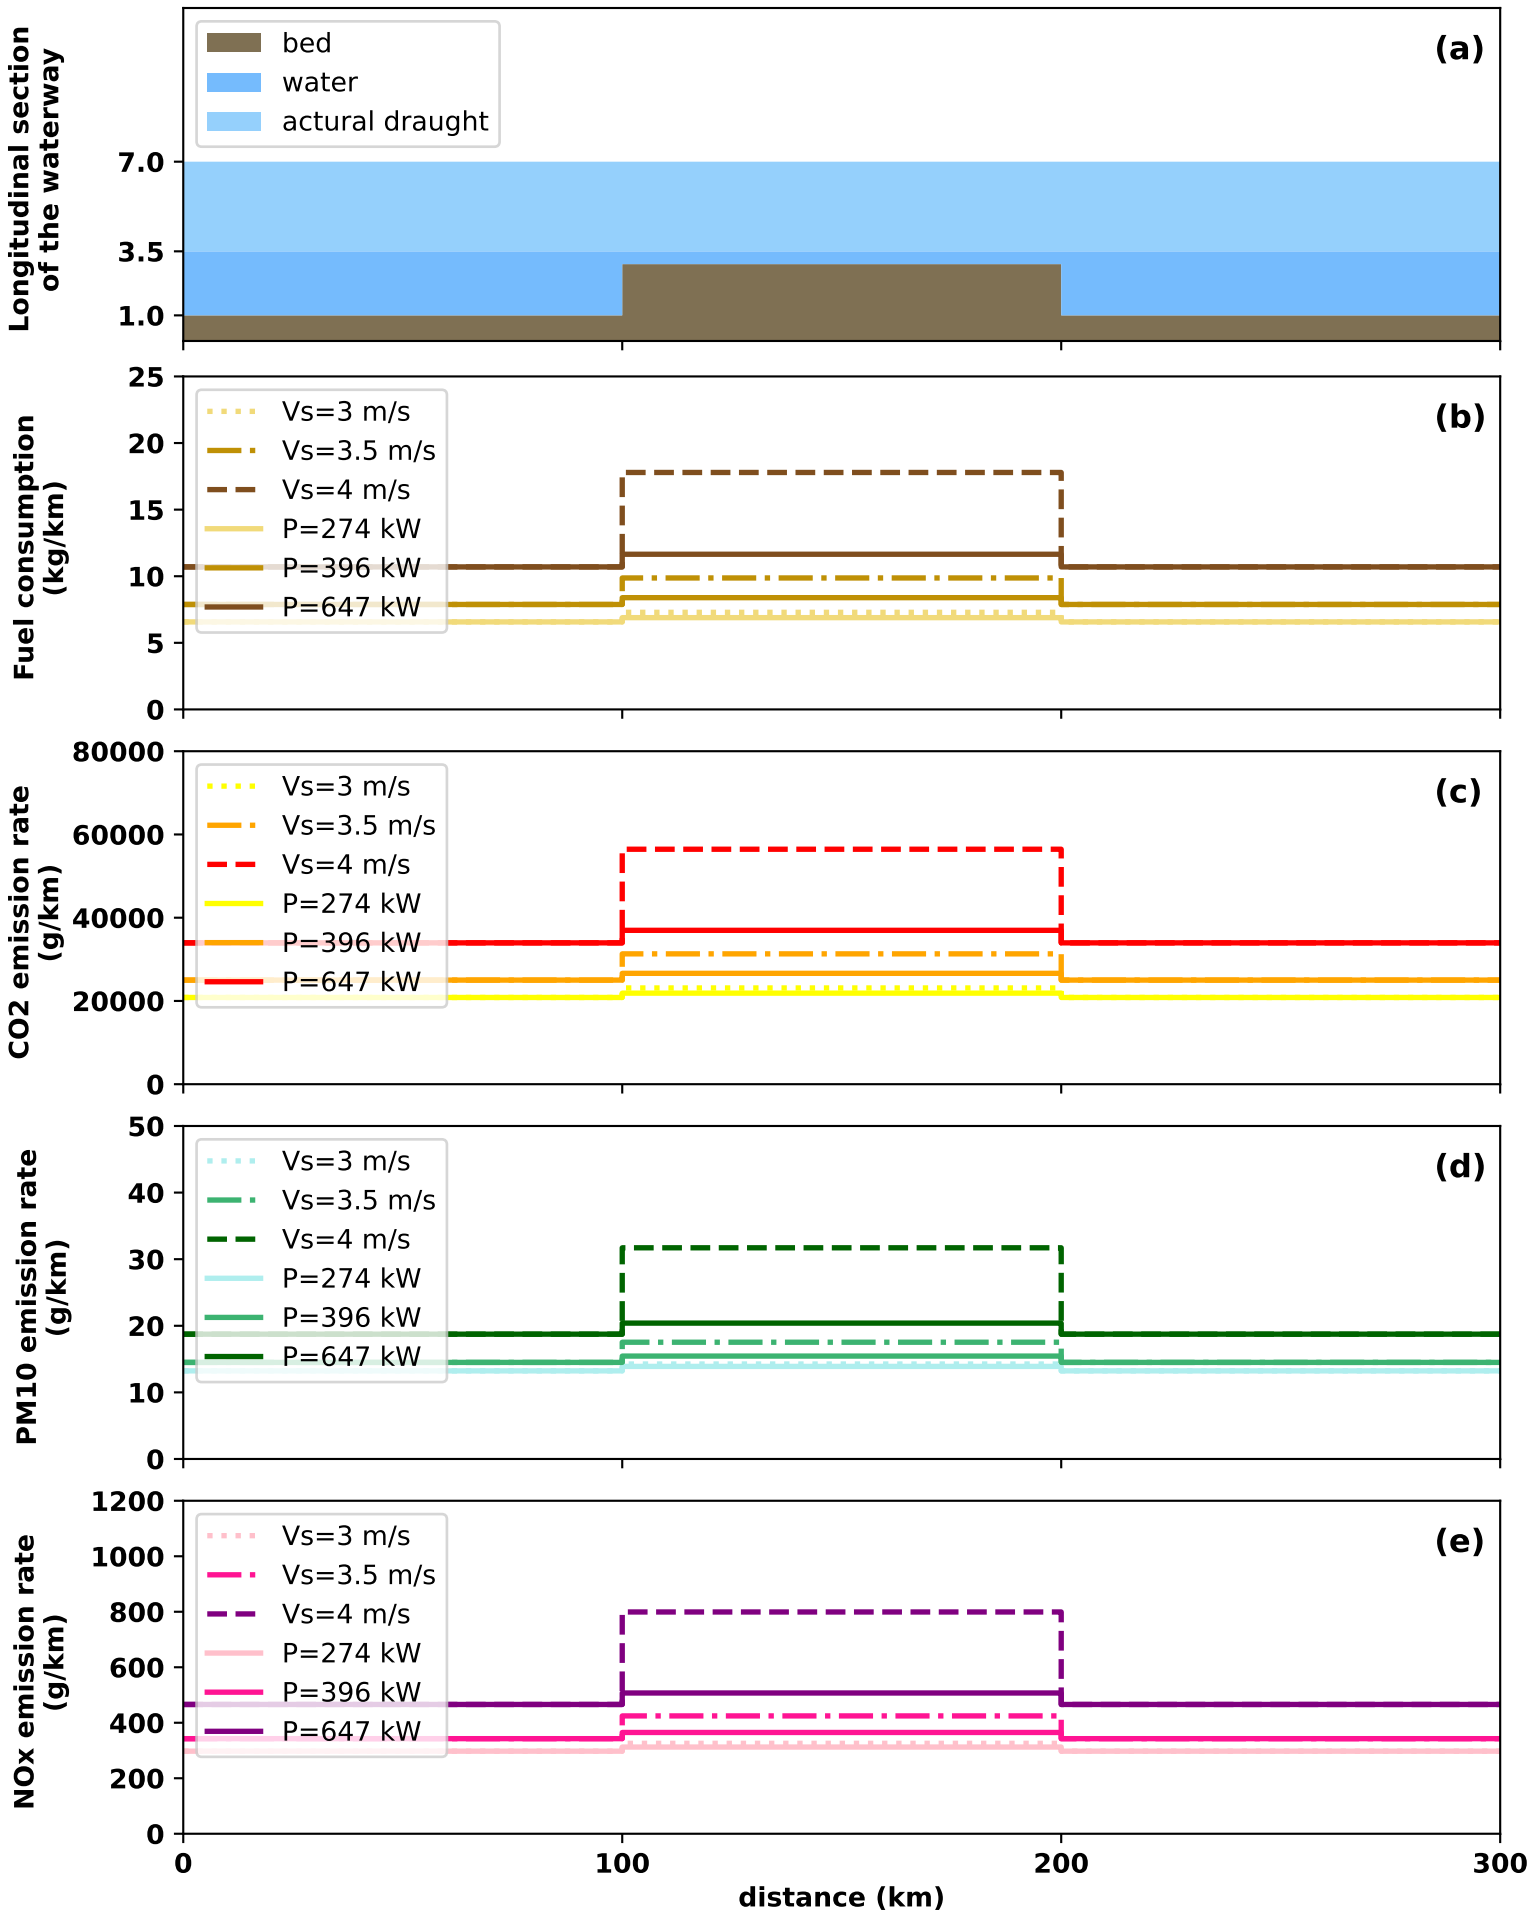 Longitudinal section
of the waterway
bed
water
actural draught
(a)
7.0
3.5
1.0
Fuel consumption
(kg/km)
25
20
15
10
5
0
Vs=3 m/s
Vs=3.5 m/s
Vs=4 m/s
P=274 kW
P=396 kW
P=647 kW
(b)
CO2 emission rate
(g/km)
80000
60000
40000
20000
0
Vs=3 m/s
Vs=3.5 m/s
Vs=4 m/s
P=274 kW
P=396 kW
P=647 kW
(c)
PM10 emission rate
(g/km)
50
40
30
20
10
0
Vs=3 m/s
Vs=3.5 m/s
Vs=4 m/s
P=274 kW
P=396 kW
P=647 kW
(d)
NOx emission rate
(g/km)
1200
1000
800
600
400
200
0
Vs=3 m/s
Vs=3.5 m/s
Vs=4 m/s
P=274 kW
P=396 kW
P=647 kW
(e)
0 100 200 300
distance (km)